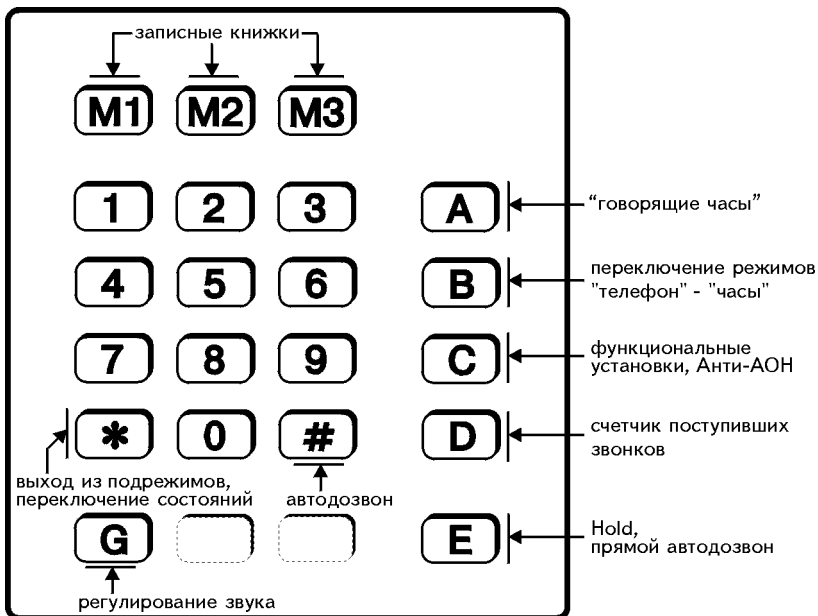 записные книжки
M1 M2 M3
1 2 3 A
“говорящие часы”
4 5 6 B
переключение режимов
"телефон" - "часы"
7 8 9 C
функциональные
установки, Анти-АОН
* 0 # D
счетчик поступивших
звонков
выход из подрежимов,
переключение состояний
автодозвон
G E
Hold,
прямой автодозвон
регулирование звука